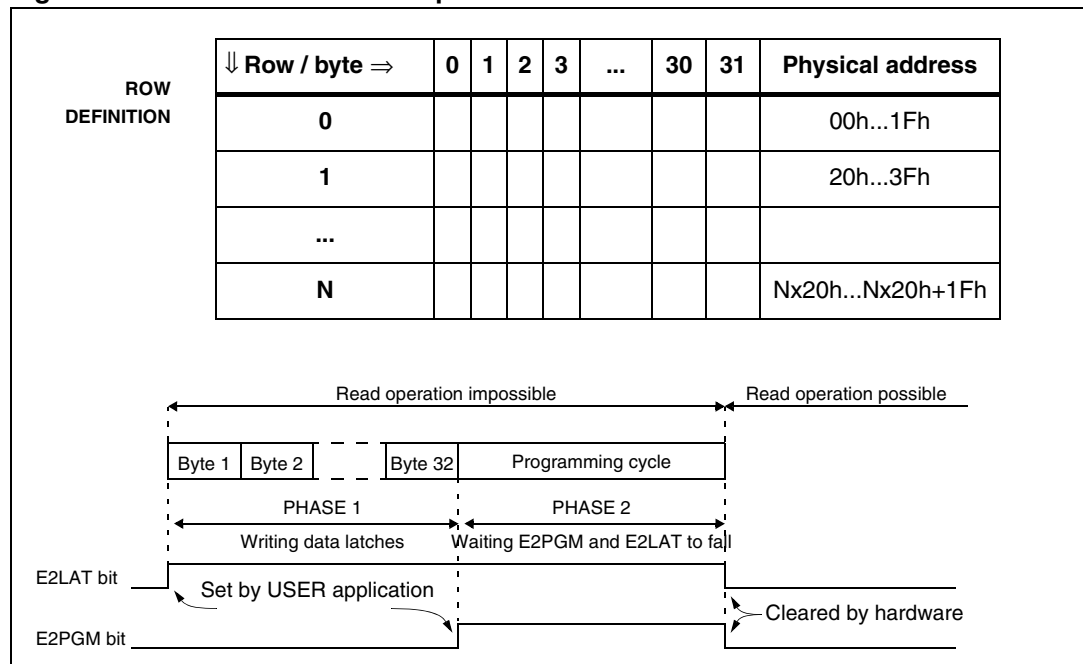 ⇓ Row / byte ⇒ 0 1 2 3 ... 30 31 Physical address
ROW
DEFINITION
0 00h...1Fh
1 20h...3Fh
...
N Nx20h...Nx20h+1Fh
Read operation impossible Read operation possible
Byte 1 Byte 2 Byte 32 Programming cycle
PHASE 1 PHASE 2
Writing data latches Waiting E2PGM and E2LAT to fall
E2LAT bit
Set by USER application
Cleared by hardware
E2PGM bit